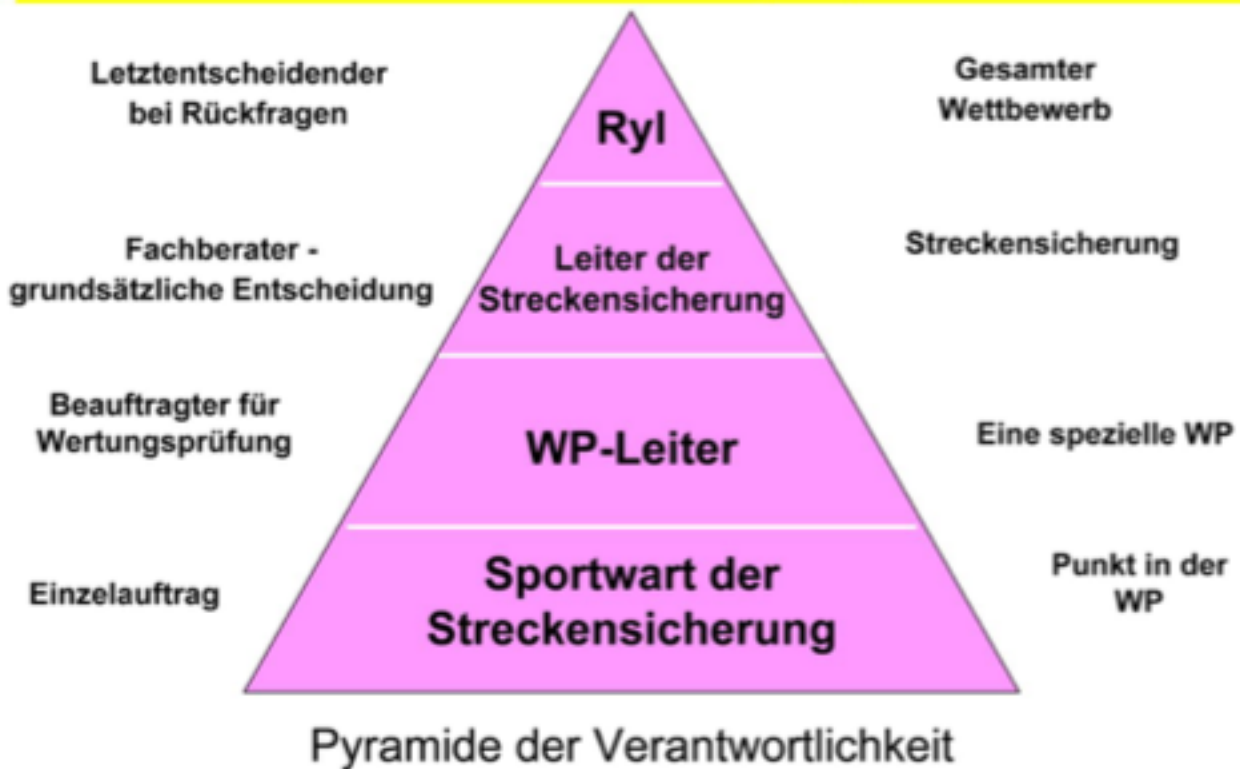 Letztentscheidender
bei Rückfragen
Ryl
Gesamter
Wettbewerb
Fachberater -
grundsätzliche Entscheidung
Leiter der
Streckensicherung
Streckensicherung
Beauftragter für
Wertungsprüfung
WP-Leiter
Eine spezielle WP
Einzelauftrag
Sportwart der
Streckensicherung
Punkt in der
WP
Pyramide der Verantwortlichkeit